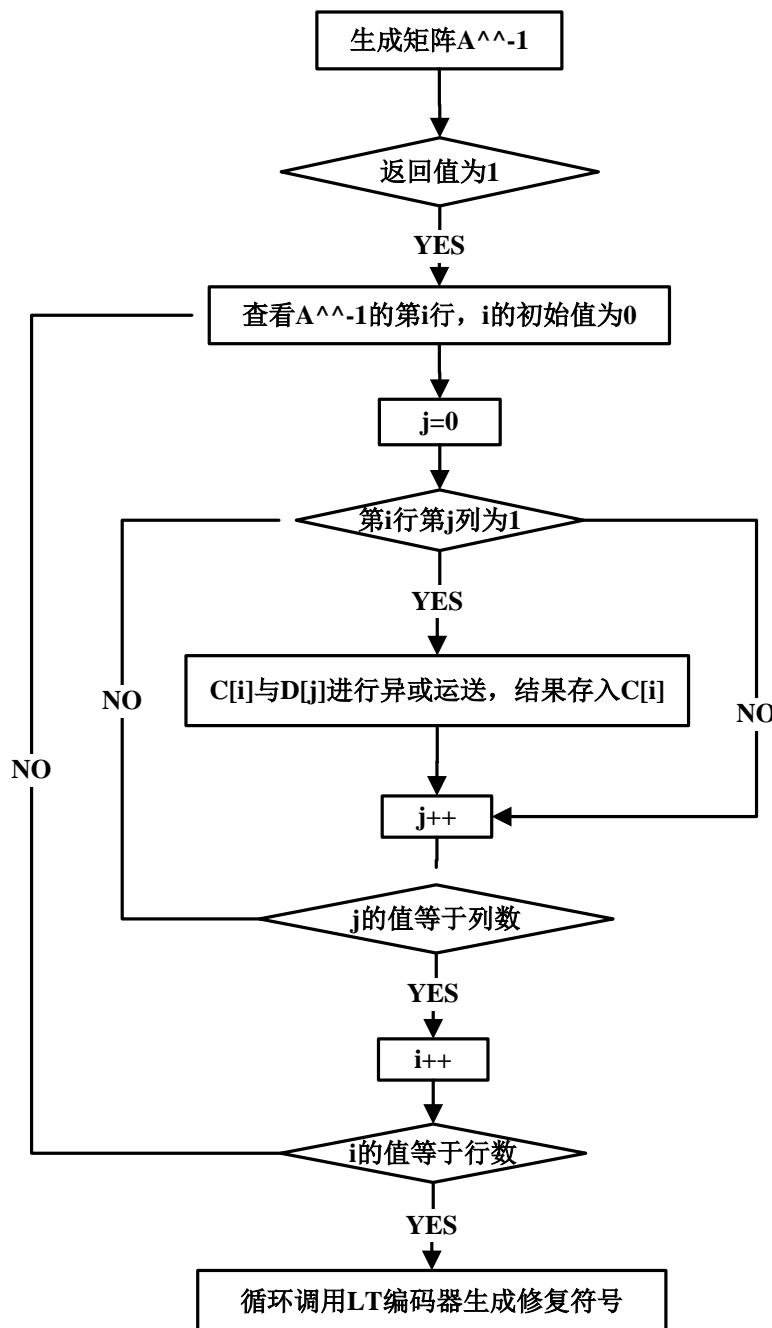 生成矩阵A^^-1
返回值为1
YES
查看A^^-1的第i行，i的初始值为0
j=0
第i行第j列为1
YES
C[i]与D[j]进行异或运送，结果存入C[i]
NO
NO
NO
j++
j的值等于列数
YES
i++
i的值等于行数
YES
循环调用LT编码器生成修复符号